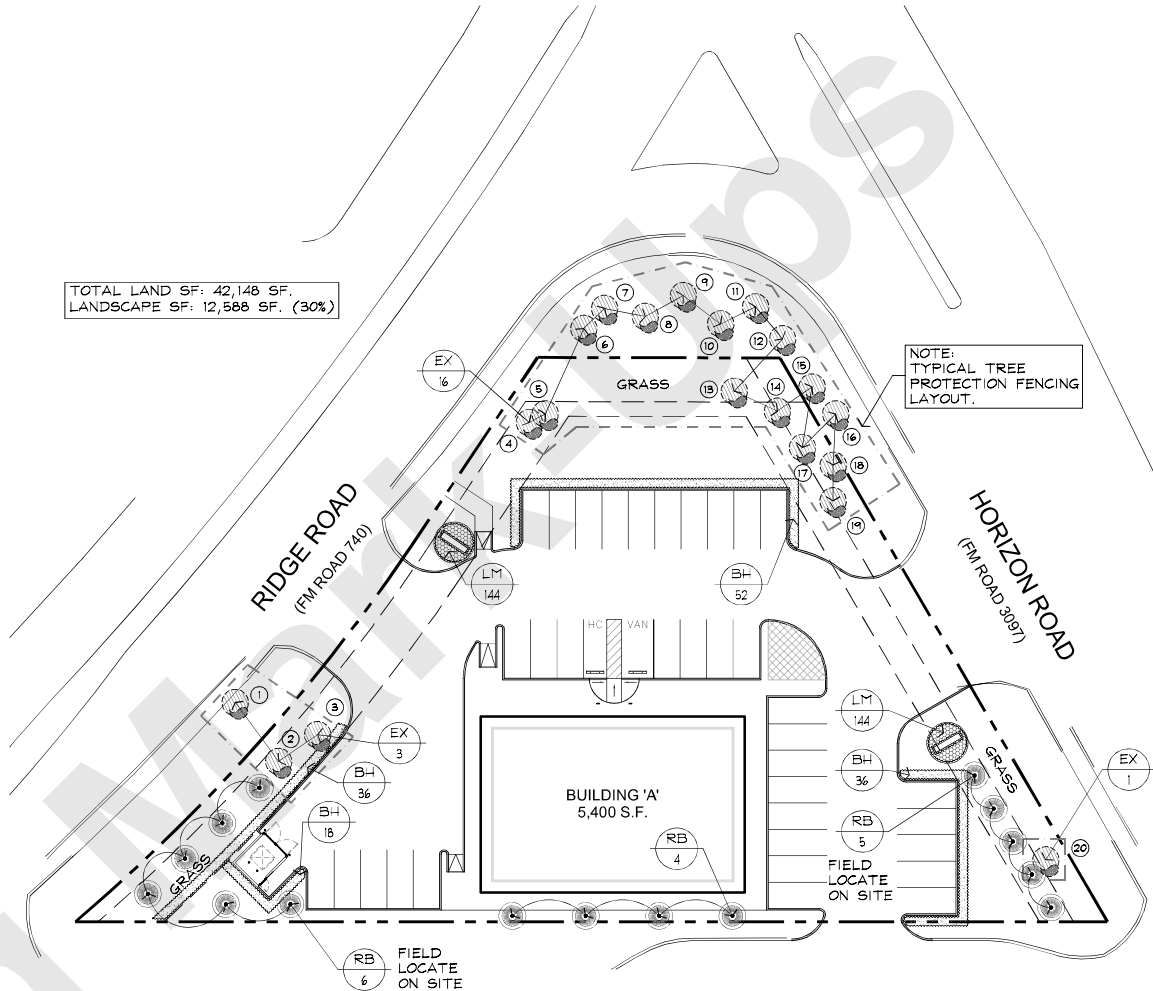 TOTAL LAND SF: 42,148 SF.
LANDSCAPE SF: 12,588 SF. (30%)
Mark-Ups
7
9
11
8
6
10
12
EX
16
5
GRASS
13
14
15
NOTE:
TYPICAL TREE
PROTECTION FENCING
LAYOUT.
4
16
17
18
19
RIDGE ROAD
(FM ROAD 740)
HORIZON ROAD
(FM ROAD 3097)
LM
144
BH
52
HC VAN
1
3
2
EX
3
LM
144
GRASS
BH
36
BH
36
EX
1
BUILDING 'A'
5,400 S.F.
BH
18
RB
4
RB
5
20
GRASS
FIELD
LOCATE
ON SITE
RB
6
FIELD
LOCATE
ON SITE